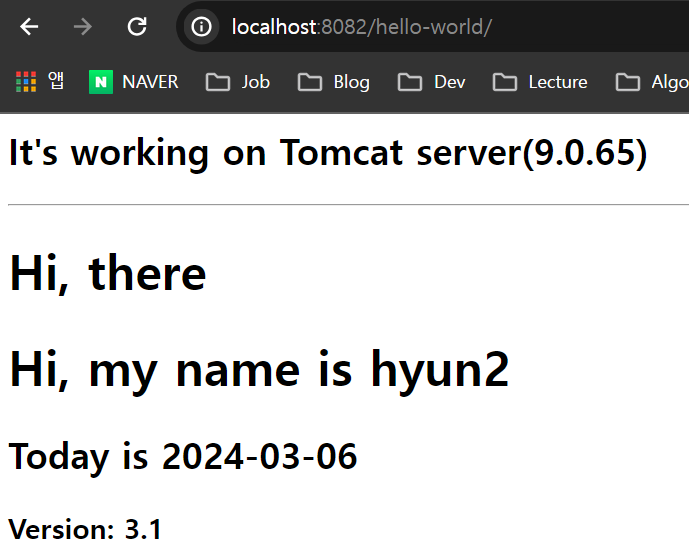 localhost:8082/hello-world/
앱 N NAVER Job Blog Dev Lecture Algo
It's working on Tomcat server(9.0.65)
Hi, there
Hi, my name is hyun2
Today is 2024-03-06
Version: 3.1